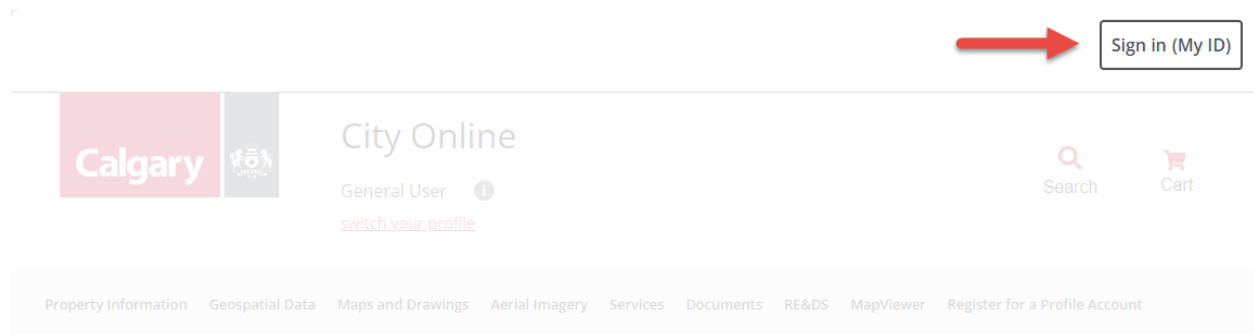 Sign in (My ID)
Calgary
City Online
General User
switch your profile
Search
Cart
Property Information Geospatial Data Maps and Drawings Aerial Imagery Services Documents RE&DS MapViewer Register for a Profile Account